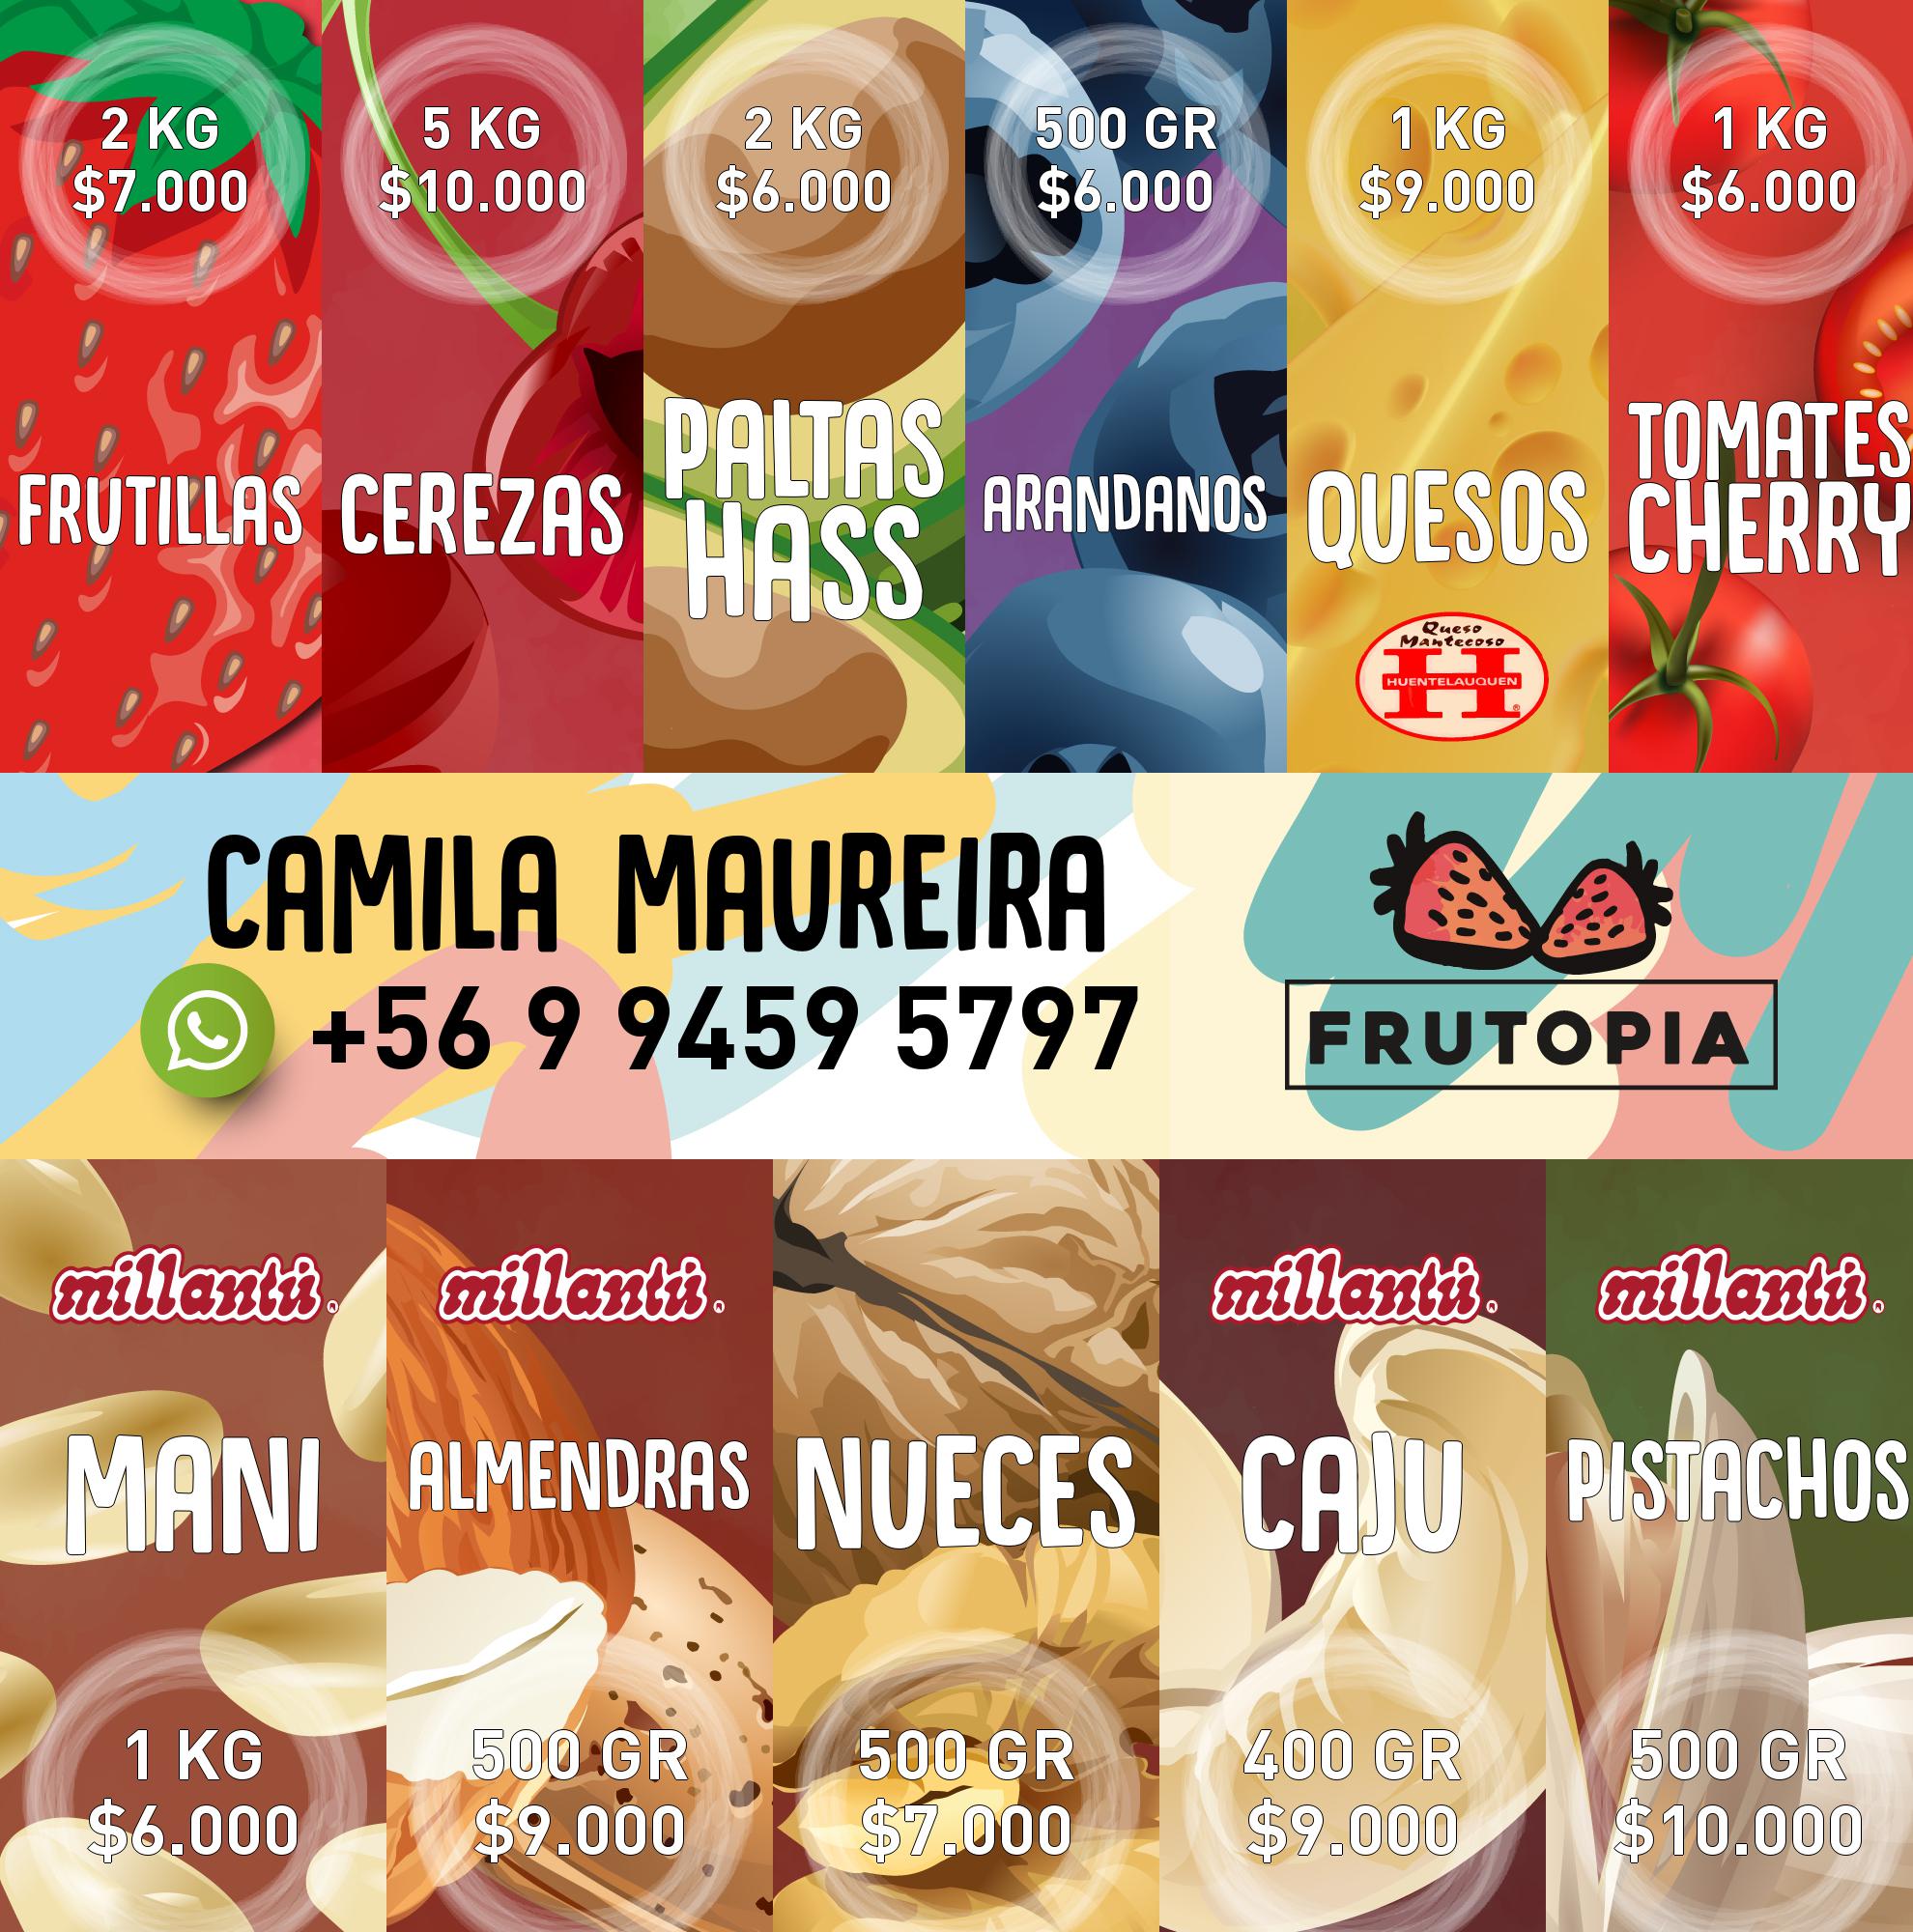 2 KG
$7.000
FRUTILLAS
5 KG
$10.000
CEREZAS
2 KG
$6.000
PALTAS
HASS
500 GR
$6.000
ARANDANOS
1 KG
$9.000
QUESOS
Queso
Mantecoso
H
HUENTELAUQUEN
®
1 KG
$6.000
TOMATES
CHERRY
CAMILA MAUREIRA
+56 9 9459 5797
FRUTOPIA
millantú®
MANI
1 KG
$6.000
millantú®
ALMENDRAS
500 GR
$9.000
NUECES
500 GR
$7.000
millantú®
CAJU
400 GR
$9.000
millantú®
PISTACHOS
500 GR
$10.000